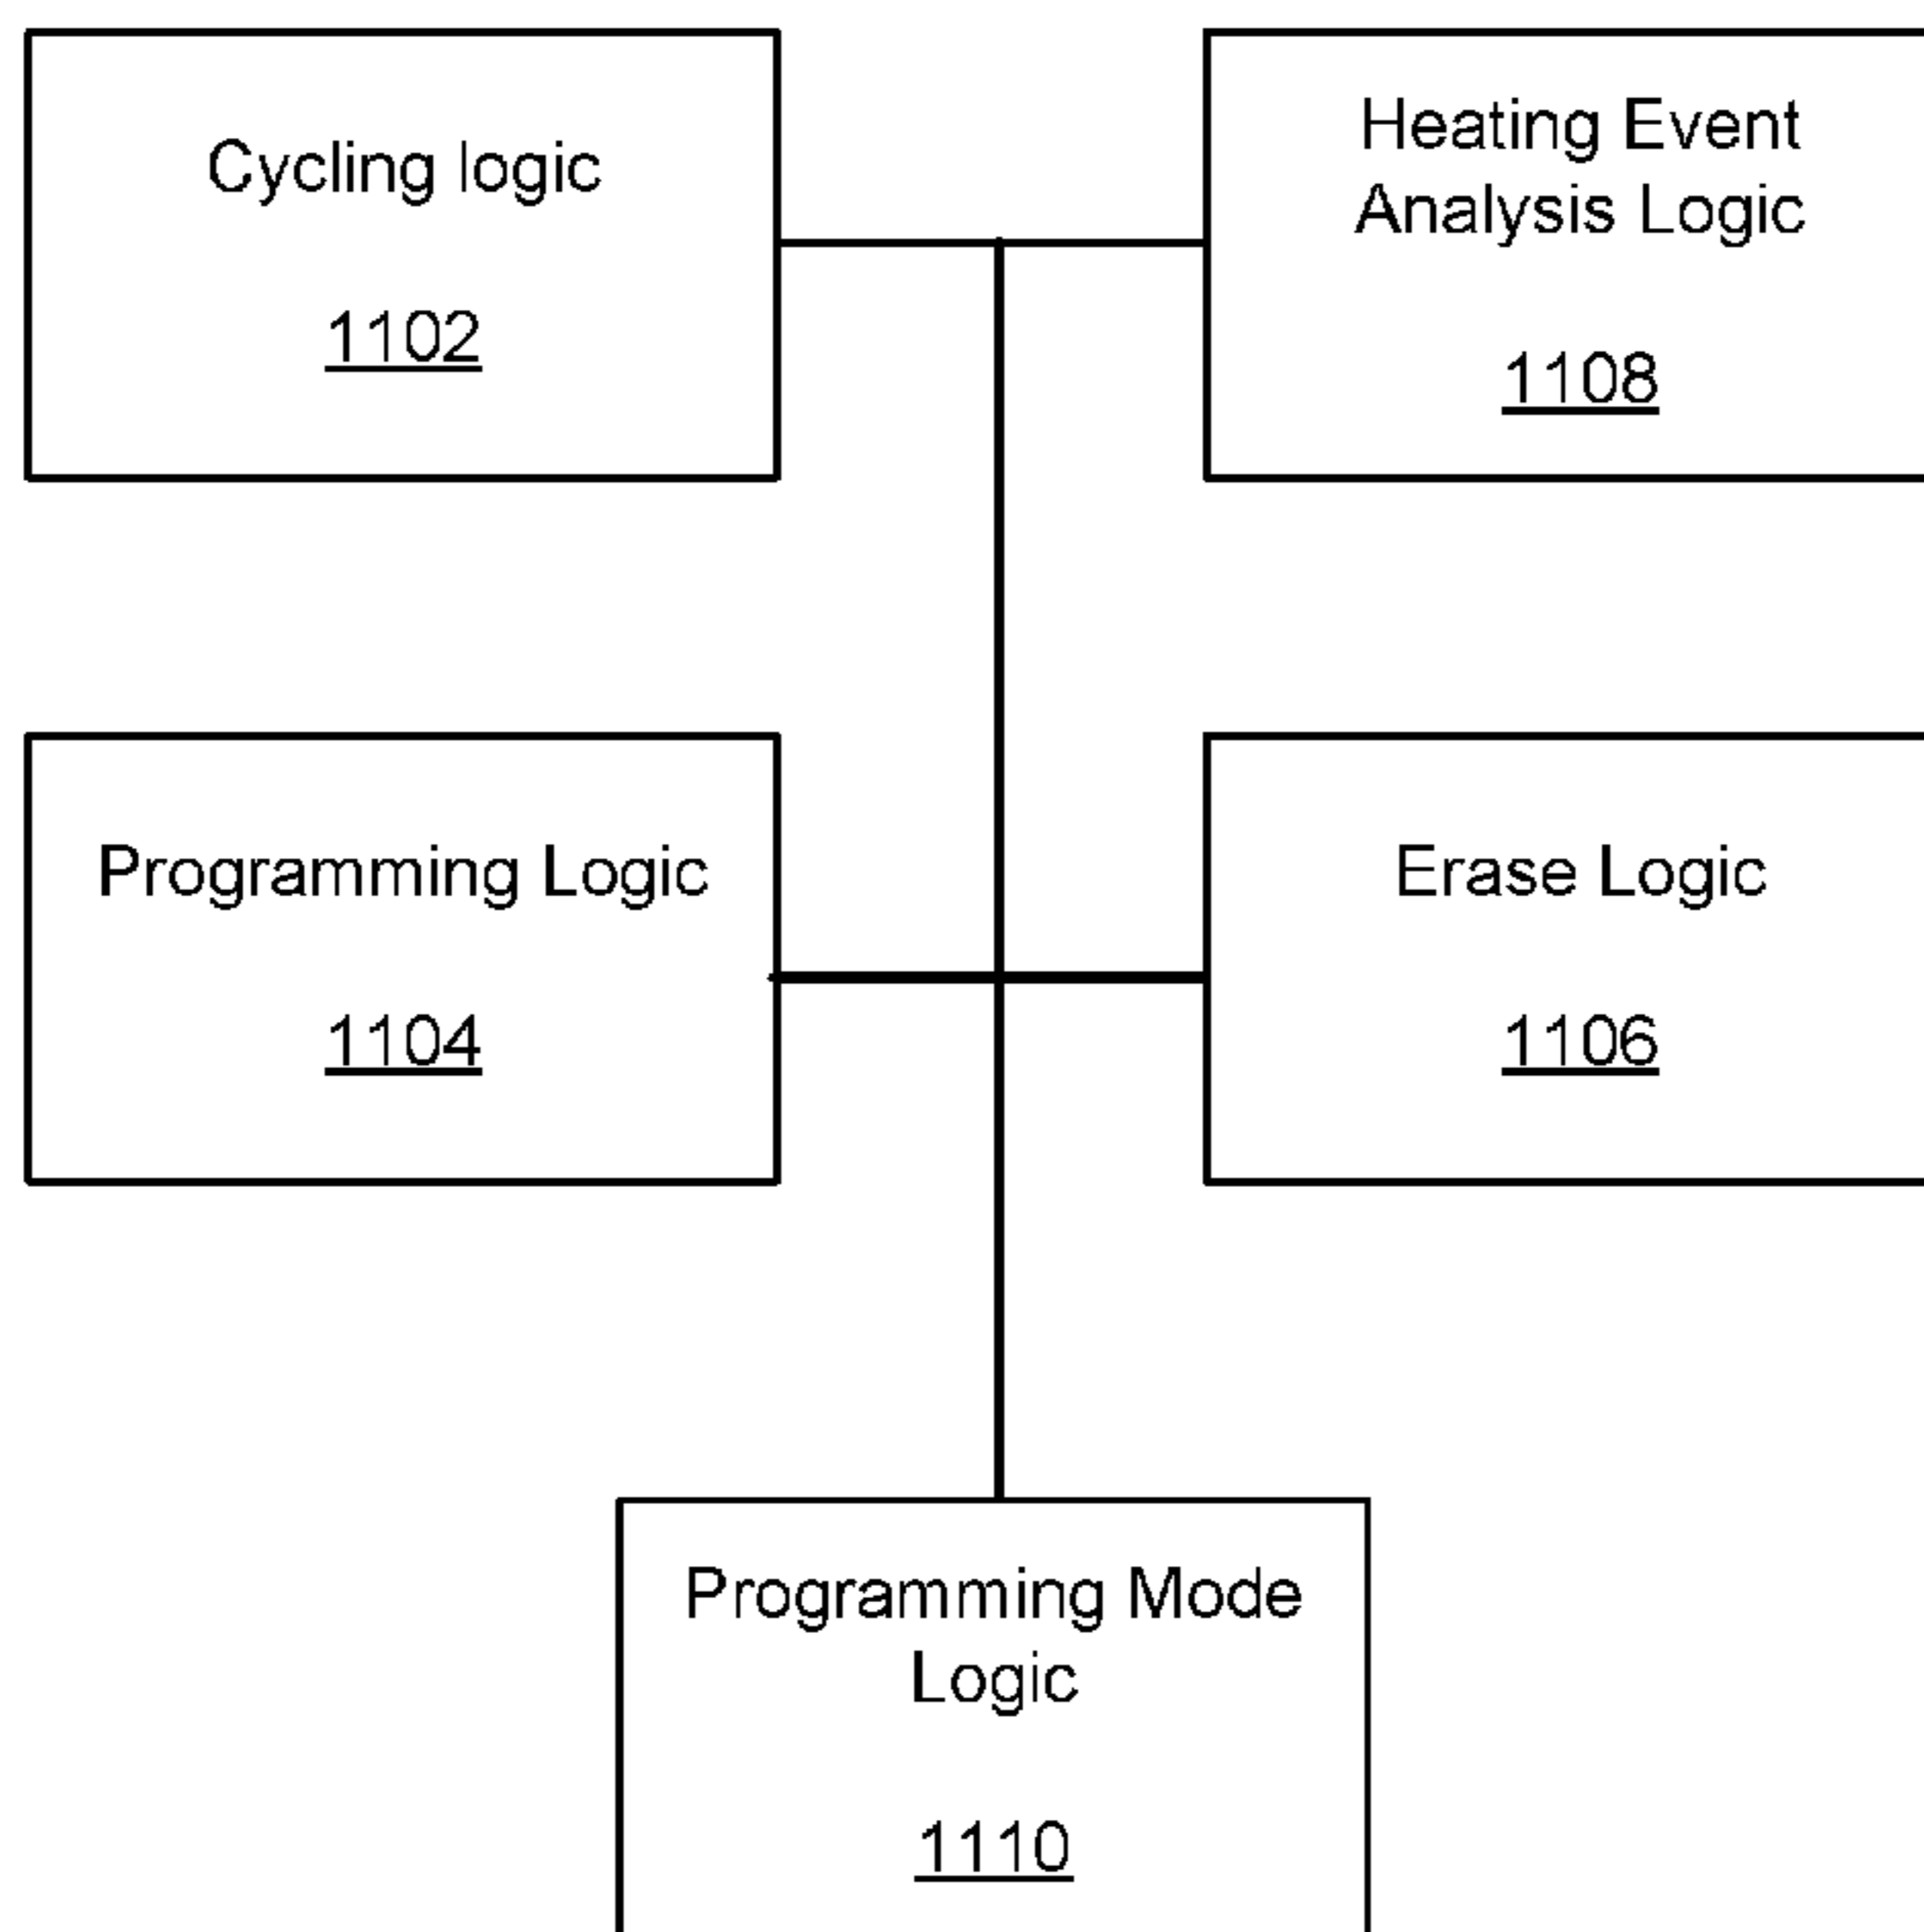 Cycling logic
1102
Heating Event
Analysis Logic
1108
Programming Logic
1104
Erase Logic
1106
Programming Mode
Logic
1110